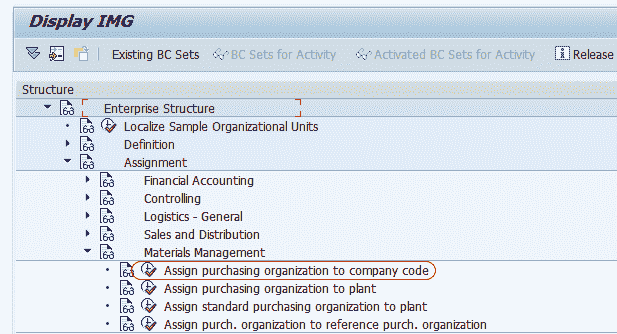 Display IMG
Existing BC Sets BC Sets for Activity Activated BC Sets for Activity Release
Structure
Enterprise Structure
Localize Sample Organizational Units
Definition
Assignment
Financial Accounting
Controlling
Logistics - General
Sales and Distribution
Materials Management
Assign purchasing organization to company code
Assign purchasing organization to plant
Assign standard purchasing organization to plant
Assign purch. organization to reference purch. organization